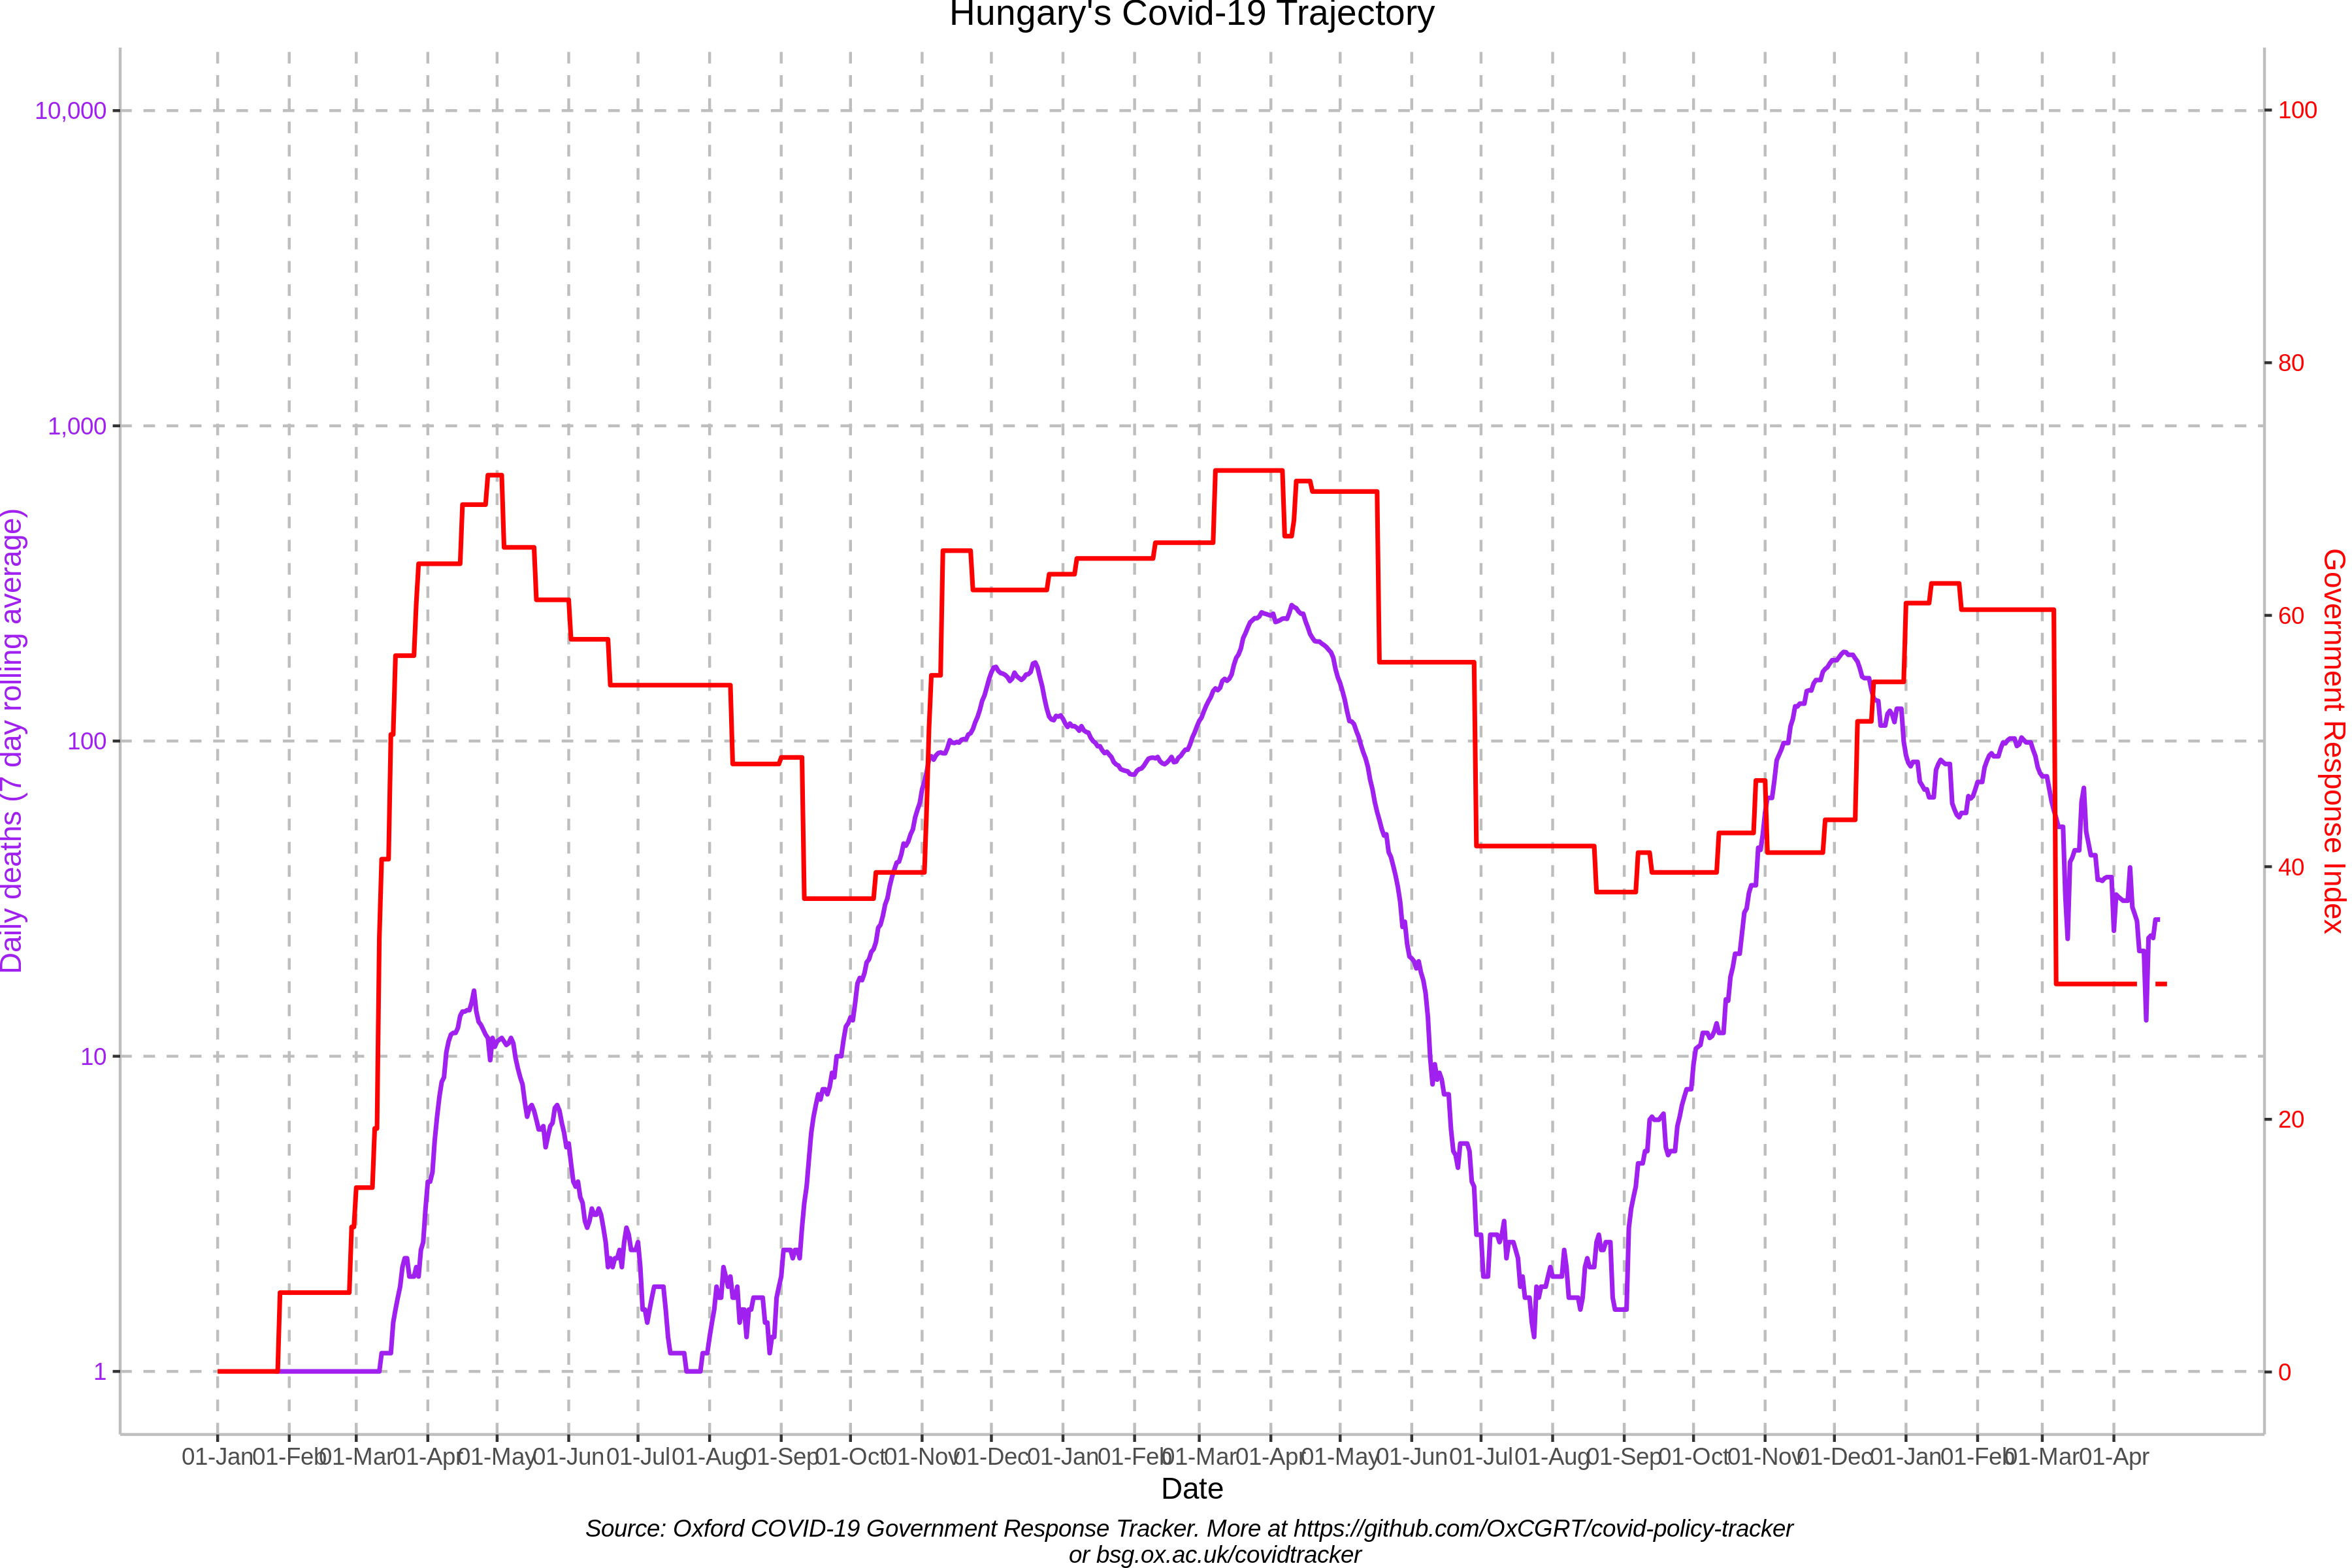 Hungary's Covid-19 Trajectory
10,000
1,000
100
10
1
Daily deaths (7 day rolling average)
100
80
60
40
20
0
Government Response Index
01-Jan 01-Feb 01-Mar 01-Apr 01-May 01-Jun 01-Jul 01-Aug 01-Sep 01-Oct 01-Nov 01-Dec 01-Jan 01-Feb 01-Mar 01-Apr 01-May 01-Jun 01-Jul 01-Aug 01-Sep 01-Oct 01-Nov 01-Dec 01-Jan 01-Feb 01-Mar 01-Apr
Date
Source: Oxford COVID-19 Government Response Tracker. More at https://github.com/OxCGRT/covid-policy-tracker
or bsg.ox.ac.uk/covidtracker